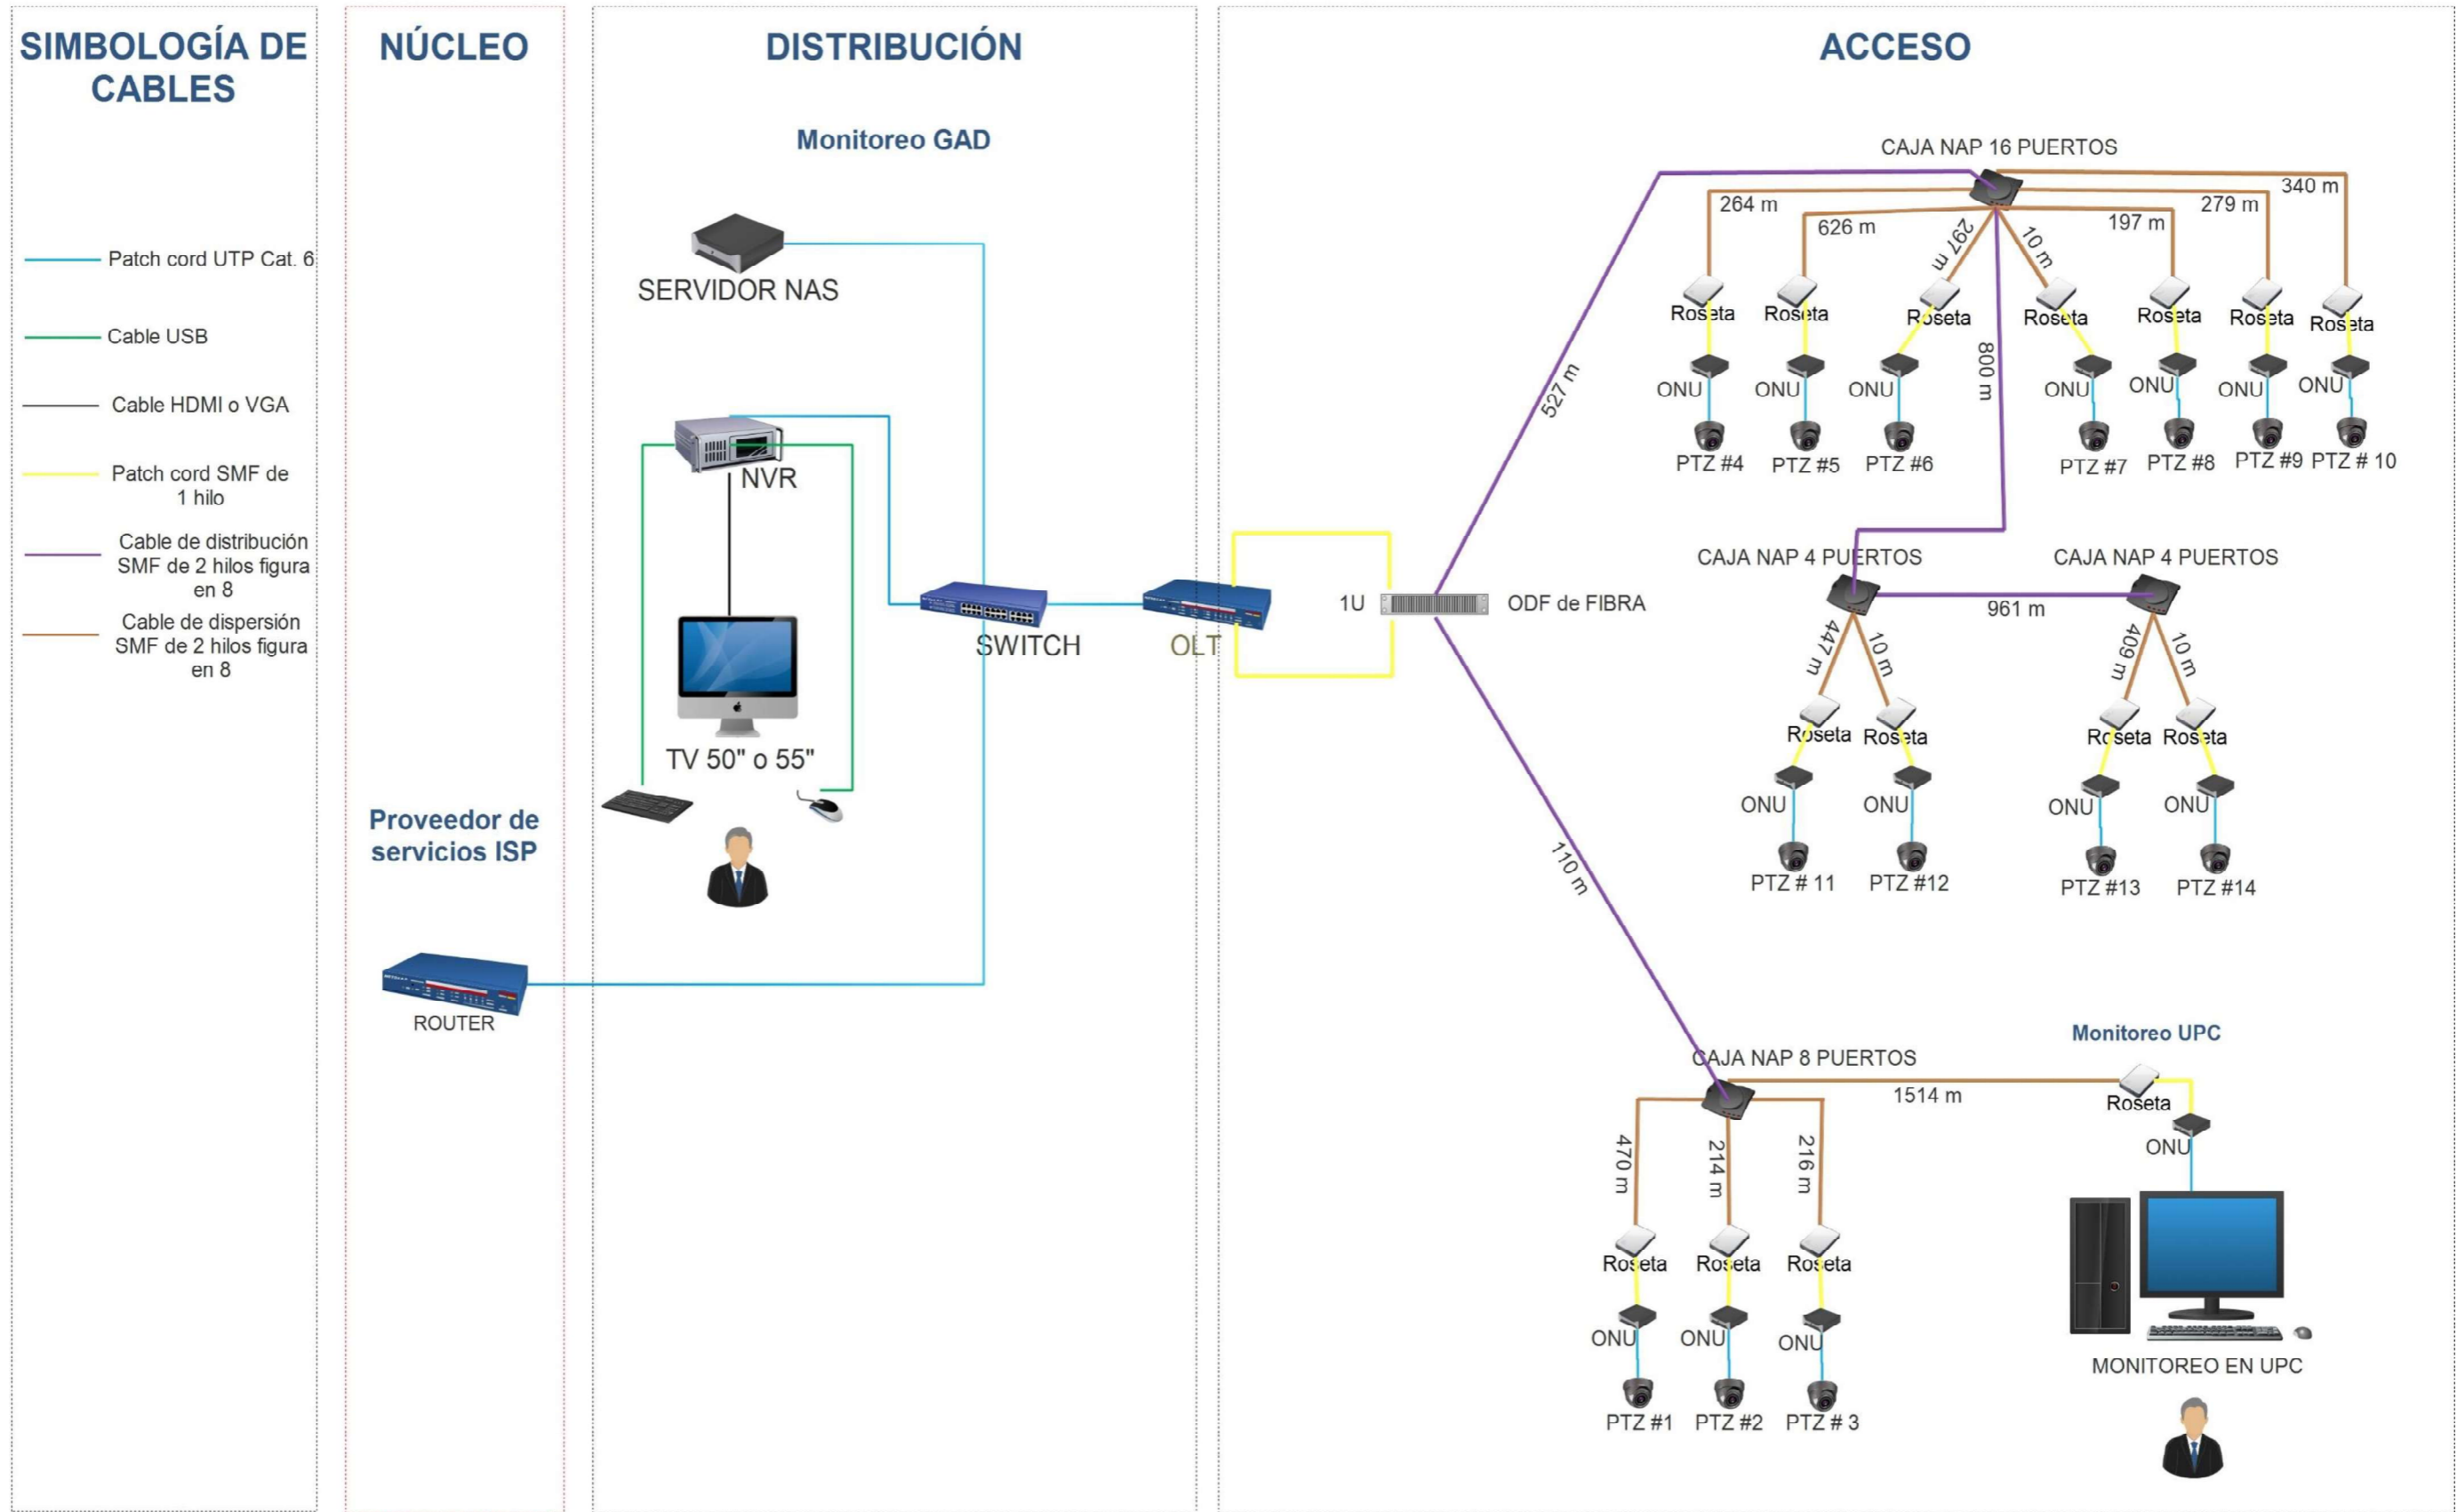 SIMBOLOGÍA DE
CABLES
Patch cord UTP Cat. 6
Cable USB
Cable HDMI o VGA
Patch cord SMF de
1 hilo
Cable de distribución
SMF de 2 hilos figura
en 8
Cable de dispersión
SMF de 2 hilos figura
en 8
NÚCLEO
Proveedor de
servicios ISP
ROUTER
DISTRIBUCIÓN
Monitoreo GAD
SERVIDOR NAS
NVR
TV 50" o 55"
SWITCH
OLT
ACCESO
1U
ODF de FIBRA
527 m
110 m
CAJA NAP 16 PUERTOS
264 m
626 m
297 m
10 m
197 m
279 m
340 m
Roseta
Roseta
Roseta
Roseta
Roseta
Roseta
Roseta
800 m
ONU
ONU
ONU
ONU
ONU
ONU
ONU
PTZ #4
PTZ #5
PTZ #6
PTZ #7
PTZ #8
PTZ #9
PTZ # 10
CAJA NAP 4 PUERTOS
CAJA NAP 4 PUERTOS
961 m
447 m
10 m
409 m
10 m
Roseta
Roseta
Roseta
Roseta
ONU
ONU
ONU
ONU
PTZ # 11
PTZ #12
PTZ #13
PTZ #14
Monitoreo UPC
CAJA NAP 8 PUERTOS
1514 m
Roseta
ONU
470 m
214 m
216 m
Roseta
Roseta
Roseta
ONU
ONU
ONU
PTZ #1
PTZ #2
PTZ # 3
MONITOREO EN UPC